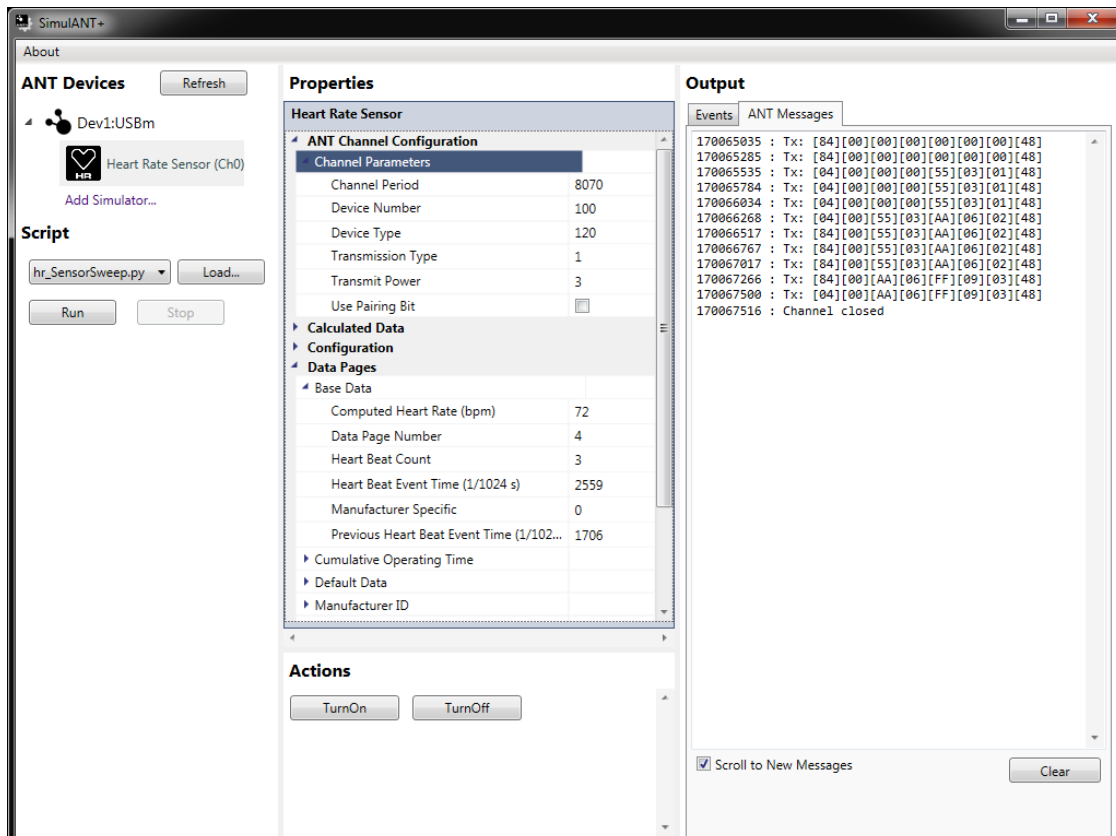 SimulANT+
About
ANT Devices
Refresh
Dev1:USBm
HR
Heart Rate Sensor (Ch0)
Add Simulator...
Script
hr_SensorSweep.py
Load...
Run
Stop
Properties
Heart Rate Sensor
ANT Channel Configuration
Channel Parameters
Channel Period 8070
Device Number 100
Device Type 120
Transmission Type 1
Transmit Power 3
Use Pairing Bit
Calculated Data
Configuration
Data Pages
Base Data
Computed Heart Rate (bpm) 72
Data Page Number 4
Heart Beat Count 3
Heart Beat Event Time (1/1024 s) 2559
Manufacturer Specific 0
Previous Heart Beat Event Time (1/102... 1706
Cumulative Operating Time
Default Data
Manufacturer ID
Actions
TurnOn
TurnOff
Output
Events
ANT Messages
170065035 : Tx: [84][00][00][00][00][00][00][48]
170065285 : Tx: [84][00][00][00][00][00][00][48]
170065535 : Tx: [04][00][00][00][55][03][01][48]
170065784 : Tx: [04][00][00][00][55][03][01][48]
170066034 : Tx: [04][00][00][00][55][03][01][48]
170066268 : Tx: [04][00][55][03][AA][06][02][48]
170066517 : Tx: [84][00][55][03][AA][06][02][48]
170066767 : Tx: [84][00][55][03][AA][06][02][48]
170067017 : Tx: [84][00][55][03][AA][06][02][48]
170067266 : Tx: [84][00][AA][06][FF][09][03][48]
170067500 : Tx: [04][00][AA][06][FF][09][03][48]
170067516 : Channel closed
Scroll to New Messages
Clear